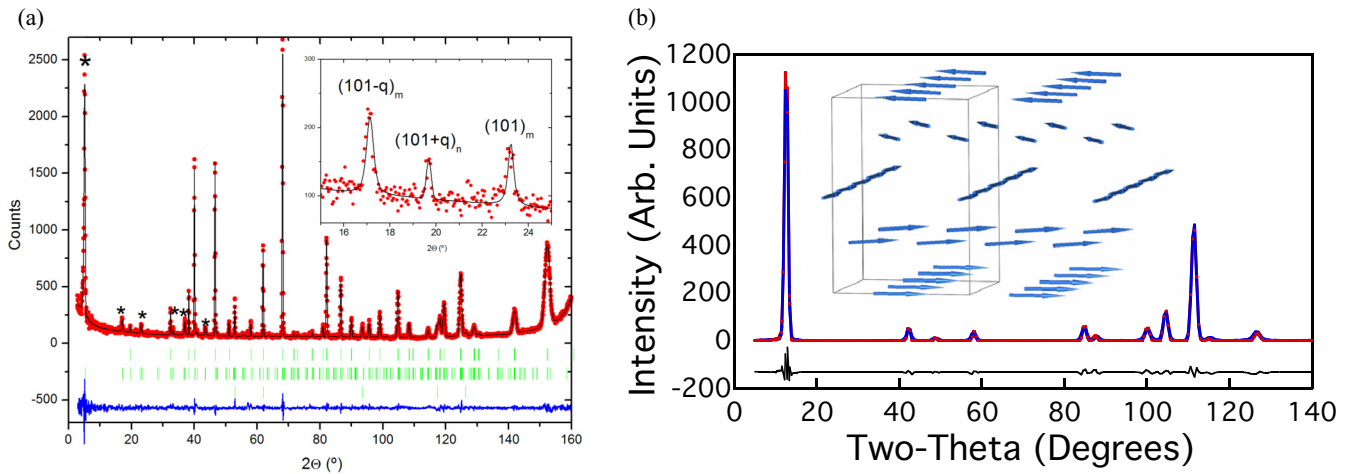 (a)
2500
2000
1500
1000
500
0
-500
Counts
0 20 40 60 80 100 120 140 160
2Θ (º)
*
* * * * *
300
200
100
Counts
16 18 20 22 24
2Θ (º)
(101-q)m
(101+q)n
(101)m
(b)
1200
1000
800
600
400
200
0
-200
Intensity (Arb. Units)
20 40 60 80 100 120 140
Two-Theta (Degrees)